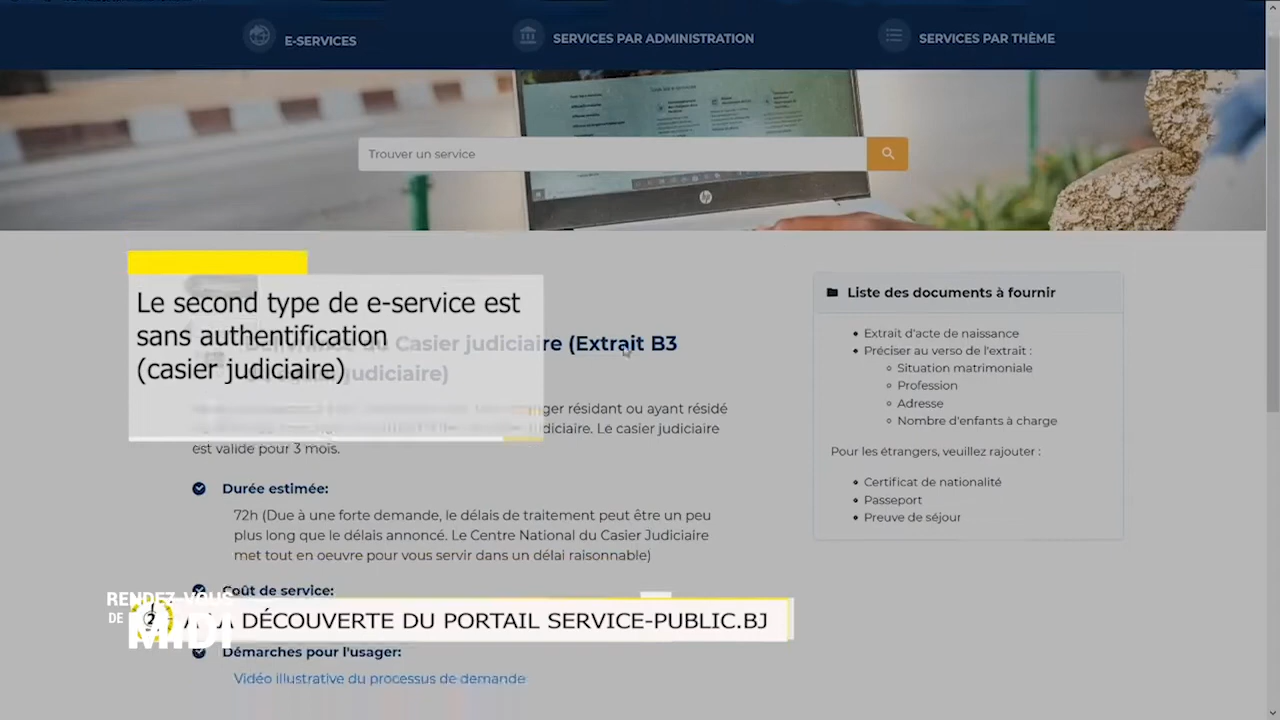 E-SERVICES
SERVICES PAR ADMINISTRATION
SERVICES PAR THÈME
Trouver un service
Le second type de e-service est
sans authentification
(casier judiciaire)
Casier judiciaire (Extrait B3
judiciaire)
résidant ou ayant résidé
Le casier judiciaire
est valide pour 3 mois.
Durée estimée:
72h (Due à une forte demande, le délais de traitement peut être un peu
plus long que le délais annoncé. Le Centre National du Casier Judiciaire
met tout en oeuvre pour vous servir dans un délai raisonnable)
Coût de service:
RENDEZ-VOUS
DE
MIDI
DÉCOUVERTE DU PORTAIL SERVICE-PUBLIC.BJ
Démarches pour l'usager:
Vidéo illustrative du processus de demande
Liste des documents à fournir
Extrait d'acte de naissance
Préciser au verso de l'extrait :
Situation matrimoniale
Profession
Adresse
Nombre d'enfants à charge
Pour les étrangers, veuillez rajouter :
Certificat de nationalité
Passeport
Preuve de séjour